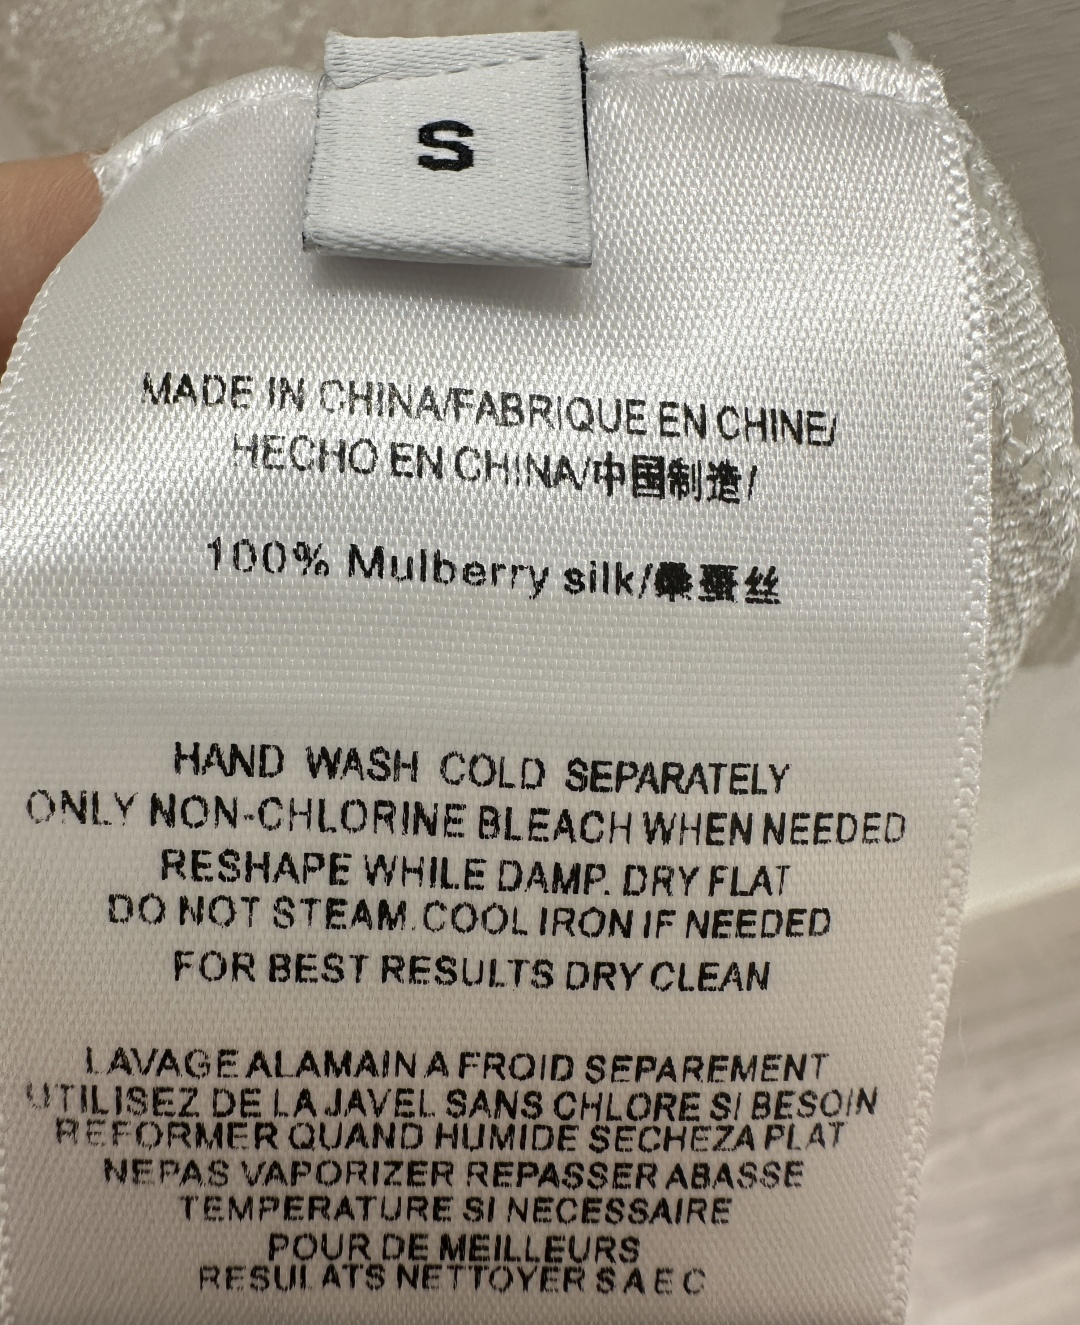 S
MADE IN CHINA/FABRIQUE EN CHINE/
HECHO EN CHINA/中国制造/
100% Mulberry silk/桑蚕丝
HAND WASH COLD SEPARATELY
ONLY NON-CHLORINE BLEACH WHEN NEEDED
RESHAPE WHILE DAMP. DRY FLAT
DO NOT STEAM.COOL IRON IF NEEDED
FOR BEST RESULTS DRY CLEAN
LAVAGE ALAMAIN A FROID SEPAREMENT
UTILISEZ DE LA JAVEL SANS CHLORE SI BESOIN
REFORMER QUAND HUMIDE SECHEZA PLAT
NEPAS VAPORIZER REPASSER ABASSE
TEMPERATURE SI NECESSAIRE
POUR DE MEILLEURS
RESULATS NETTOYER S A E C